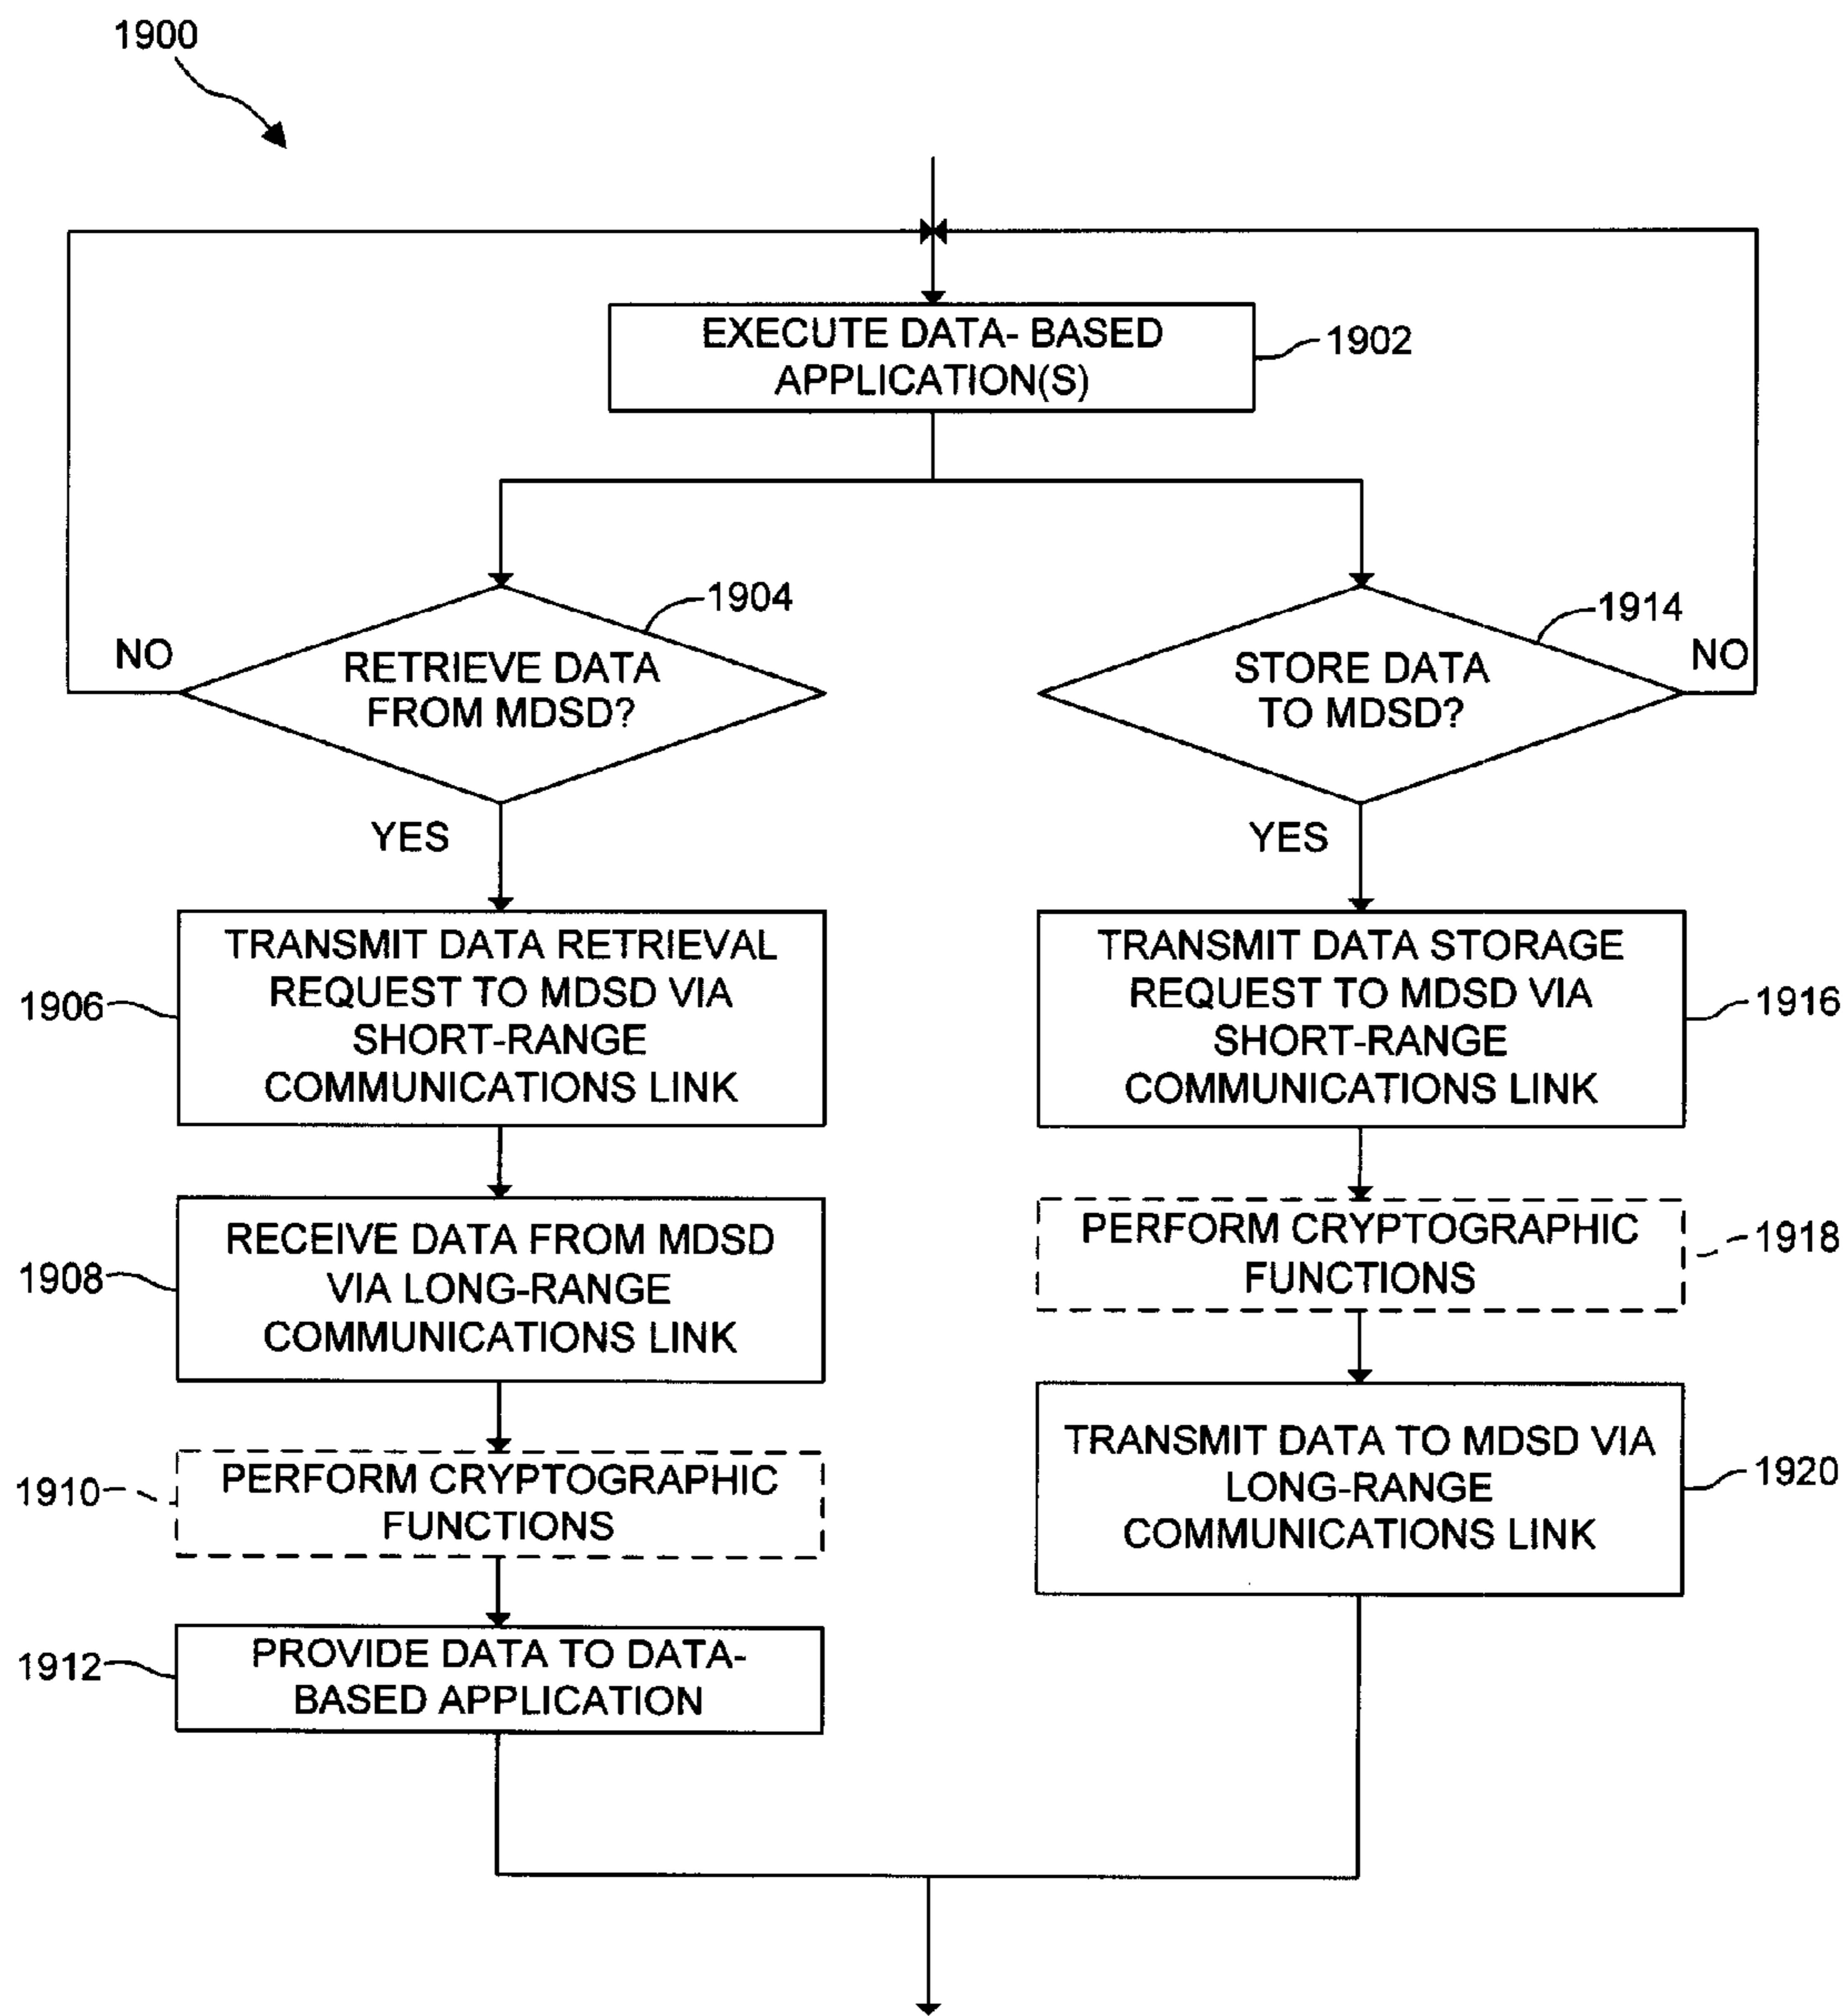 1900
EXECUTE DATA- BASED
APPLICATION(S)
1902
1904
RETRIEVE DATA
FROM MDSD?
NO
YES
1914
STORE DATA
TO MDSD?
NO
YES
1906
TRANSMIT DATA RETRIEVAL
REQUEST TO MDSD VIA
SHORT-RANGE
COMMUNICATIONS LINK
1908
RECEIVE DATA FROM MDSD
VIA LONG-RANGE
COMMUNICATIONS LINK
1910
PERFORM CRYPTOGRAPHIC
FUNCTIONS
1912
PROVIDE DATA TO DATA-
BASED APPLICATION
TRANSMIT DATA STORAGE
REQUEST TO MDSD VIA
SHORT-RANGE
COMMUNICATIONS LINK
1916
PERFORM CRYPTOGRAPHIC
FUNCTIONS
1918
TRANSMIT DATA TO MDSD VIA
LONG-RANGE
COMMUNICATIONS LINK
1920